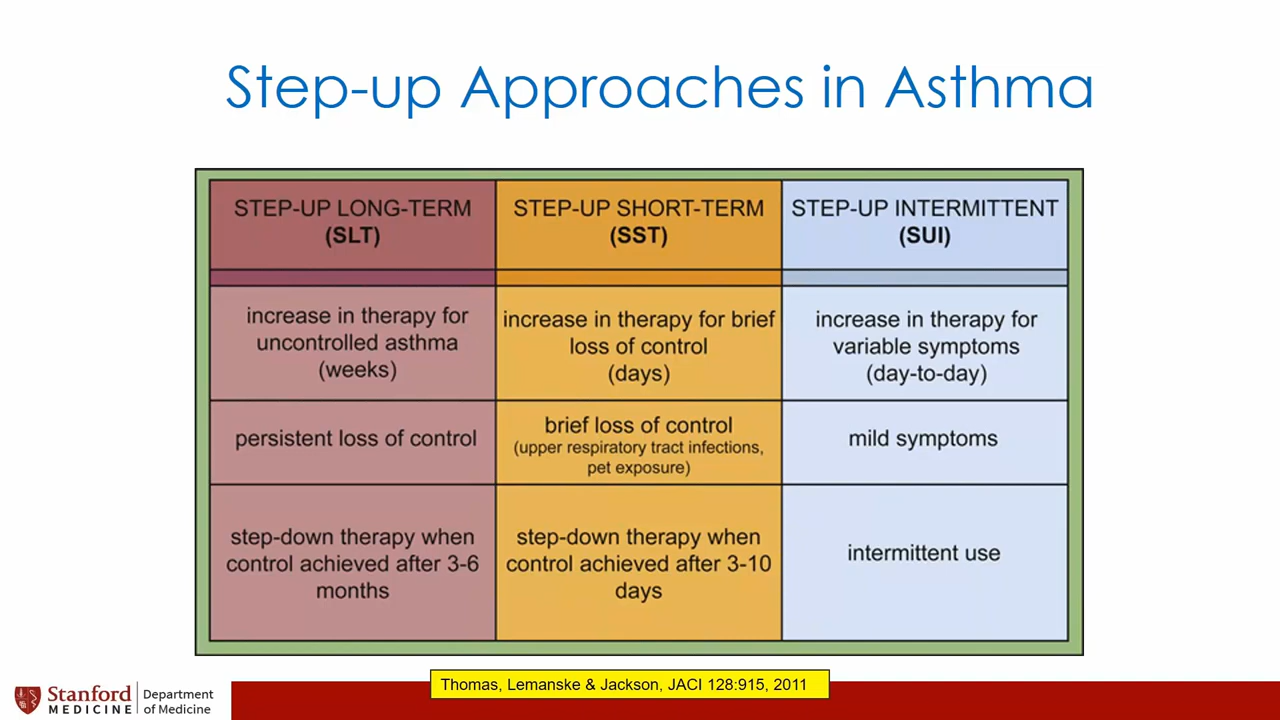 Step-up Approaches in Asthma
STEP-UP LONG-TERM
(SLT)
STEP-UP SHORT-TERM
(SST)
STEP-UP INTERMITTENT
(SUI)
increase in therapy for
uncontrolled asthma
(weeks)
increase in therapy for brief
loss of control
(days)
increase in therapy for
variable symptoms
(day-to-day)
persistent loss of control
brief loss of control
(upper respiratory tract infections,
pet exposure)
mild symptoms
step-down therapy when
control achieved after 3-6
months
step-down therapy when
control achieved after 3-10
days
intermittent use
Thomas, Lemanske & Jackson, JACI 128:915, 2011
Stanford
MEDICINE
Department
of Medicine